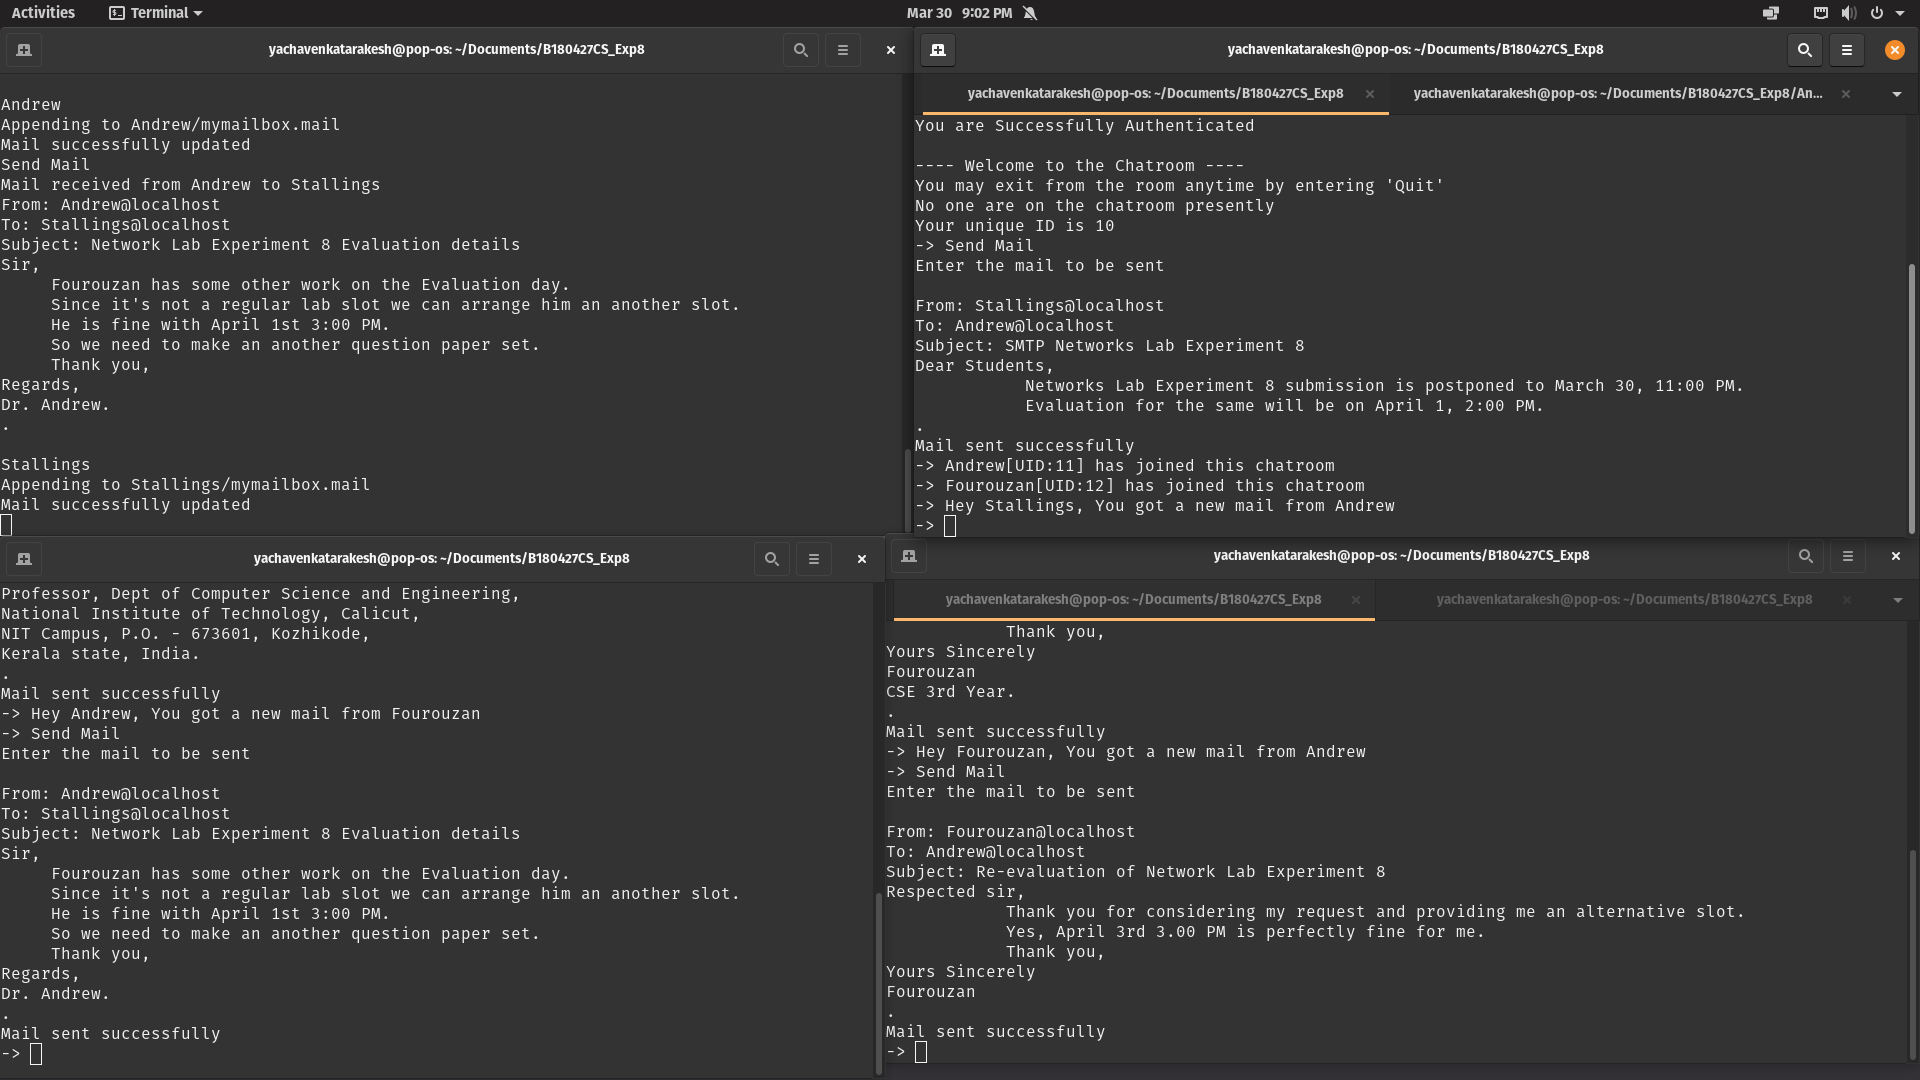 Activities
Terminal
Mar 30 9:02 PM
yachavenkatarakesh@pop-os: ~/Documents/B180427CS_Exp8
Andrew
Appending to Andrew/mymailbox.mail
Mail successfully updated
Send Mail
Mail received from Andrew to Stallings
From: Andrew@localhost
To: Stallings@localhost
Subject: Network Lab Experiment 8 Evaluation details
Sir,
Fourouzan has some other work on the Evaluation day.
Since it's not a regular lab slot we can arrange him an another slot.
He is fine with April 1st 3:00 PM.
So we need to make an another question paper set.
Thank you,
Regards,
Dr. Andrew.
.
Stallings
Appending to Stallings/mymailbox.mail
Mail successfully updated
yachavenkatarakesh@pop-os: ~/Documents/B180427CS_Exp8
yachavenkatarakesh@pop-os: ~/Documents/B180427CS_Exp8
yachavenkatarakesh@pop-os: ~/Documents/B180427CS_Exp8/An...
You are Successfully Authenticated
---- Welcome to the Chatroom ----
You may exit from the room anytime by entering 'Quit'
No one are on the chatroom presently
Your unique ID is 10
-> Send Mail
Enter the mail to be sent
From: Stallings@localhost
To: Andrew@localhost
Subject: SMTP Networks Lab Experiment 8
Dear Students,
Networks Lab Experiment 8 submission is postponed to March 30, 11:00 PM.
Evaluation for the same will be on April 1, 2:00 PM.
.
Mail sent successfully
-> Andrew[UID:11] has joined this chatroom
-> Fourouzan[UID:12] has joined this chatroom
-> Hey Stallings, You got a new mail from Andrew
->
yachavenkatarakesh@pop-os: ~/Documents/B180427CS_Exp8
Professor, Dept of Computer Science and Engineering,
National Institute of Technology, Calicut,
NIT Campus, P.O. - 673601, Kozhikode,
Kerala state, India.
.
Mail sent successfully
-> Hey Andrew, You got a new mail from Fourouzan
-> Send Mail
Enter the mail to be sent
From: Andrew@localhost
To: Stallings@localhost
Subject: Network Lab Experiment 8 Evaluation details
Sir,
Fourouzan has some other work on the Evaluation day.
Since it's not a regular lab slot we can arrange him an another slot.
He is fine with April 1st 3:00 PM.
So we need to make an another question paper set.
Thank you,
Regards,
Dr. Andrew.
.
Mail sent successfully
->
yachavenkatarakesh@pop-os: ~/Documents/B180427CS_Exp8
yachavenkatarakesh@pop-os: ~/Documents/B180427CS_Exp8
yachavenkatarakesh@pop-os: ~/Documents/B180427CS_Exp8
Thank you,
Yours Sincerely
Fourouzan
CSE 3rd Year.
.
Mail sent successfully
-> Hey Fourouzan, You got a new mail from Andrew
-> Send Mail
Enter the mail to be sent
From: Fourouzan@localhost
To: Andrew@localhost
Subject: Re-evaluation of Network Lab Experiment 8
Respected sir,
Thank you for considering my request and providing me an alternative slot.
Yes, April 3rd 3.00 PM is perfectly fine for me.
Thank you,
Yours Sincerely
Fourouzan
.
Mail sent successfully
->